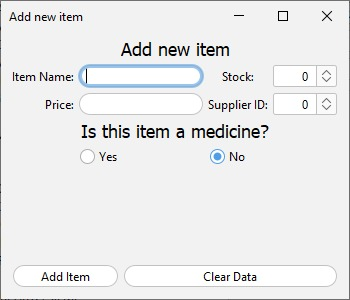 Add new item
Add new item
Item Name: Stock: 0
Price: Supplier ID: 0
Is this item a medicine?
Yes No
Add Item Clear Data